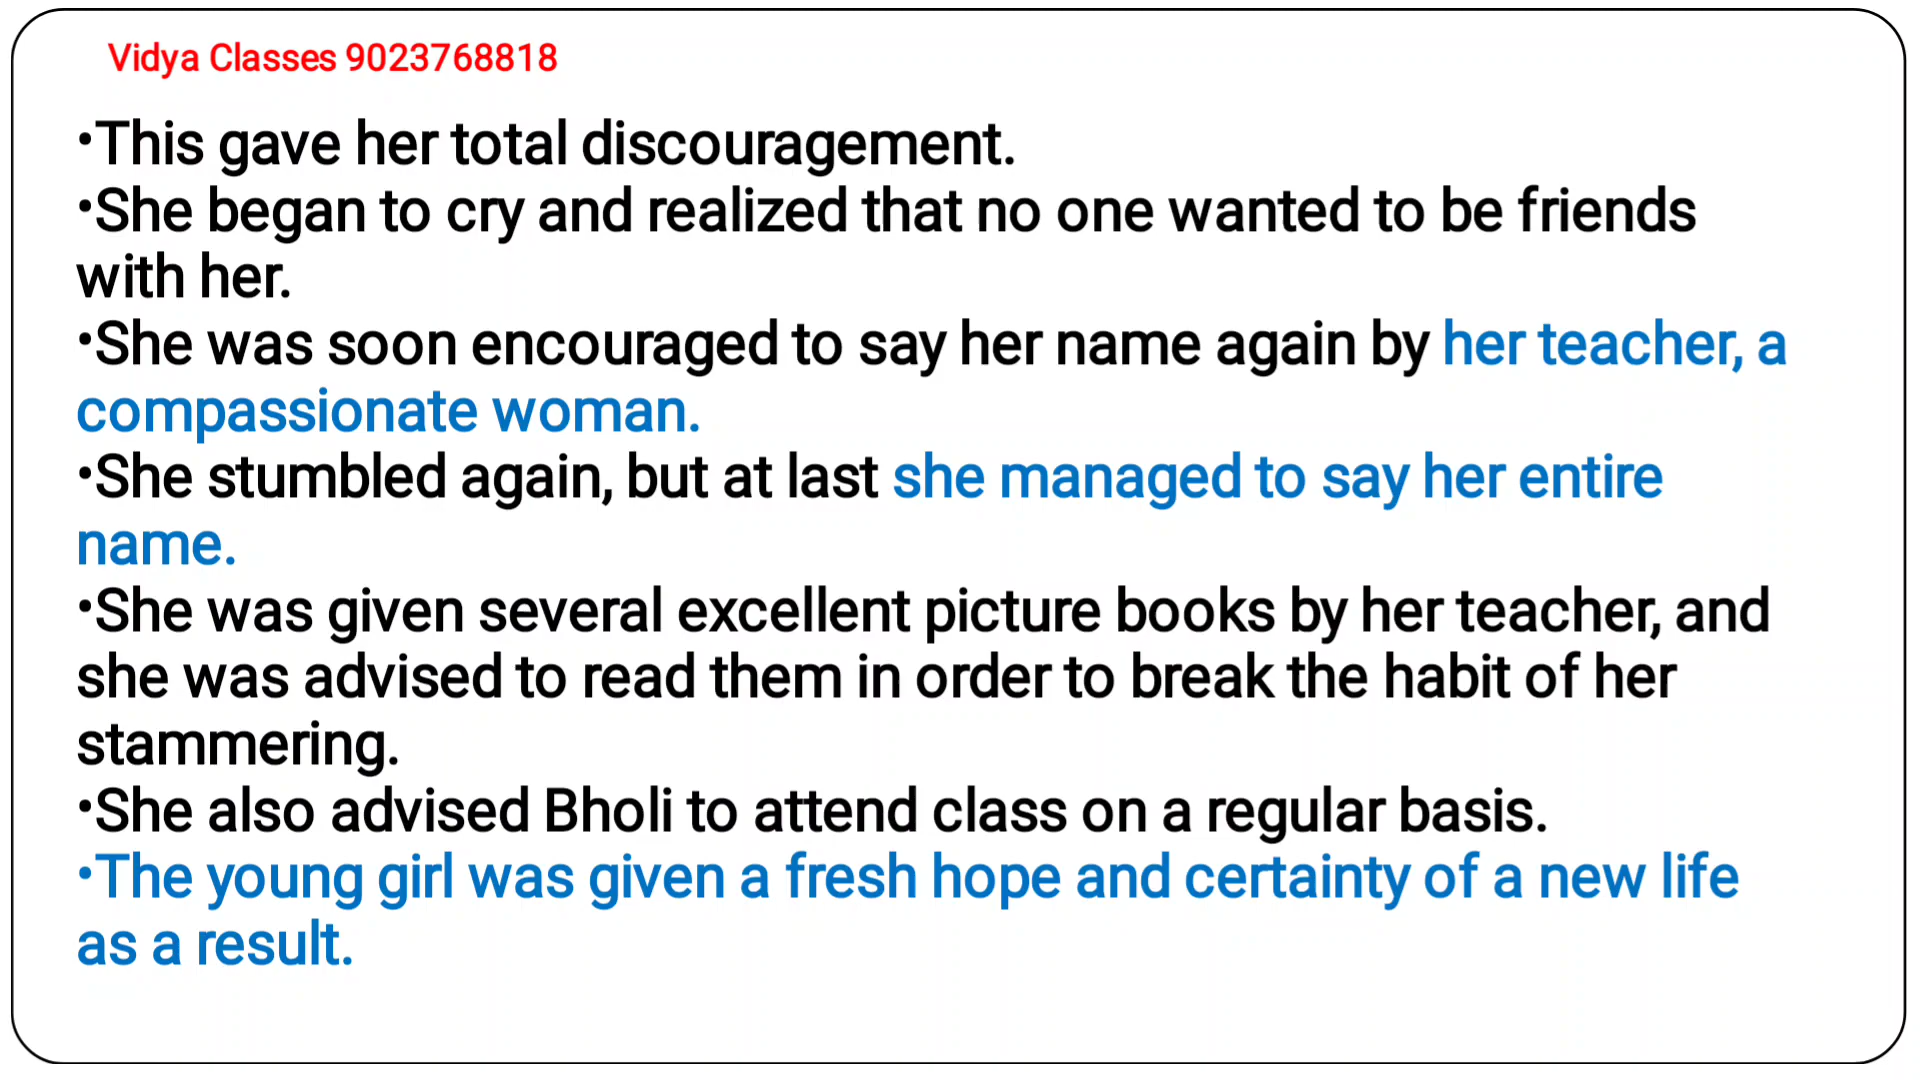 Vidya Classes 9023768818
•This gave her total discouragement.
•She began to cry and realized that no one wanted to be friends
with her.
•She was soon encouraged to say her name again by her teacher, a
compassionate woman.
•She stumbled again, but at last she managed to say her entire
name.
•She was given several excellent picture books by her teacher, and
she was advised to read them in order to break the habit of her
stammering.
•She also advised Bholi to attend class on a regular basis.
•The young girl was given a fresh hope and certainty of a new life
as a result.